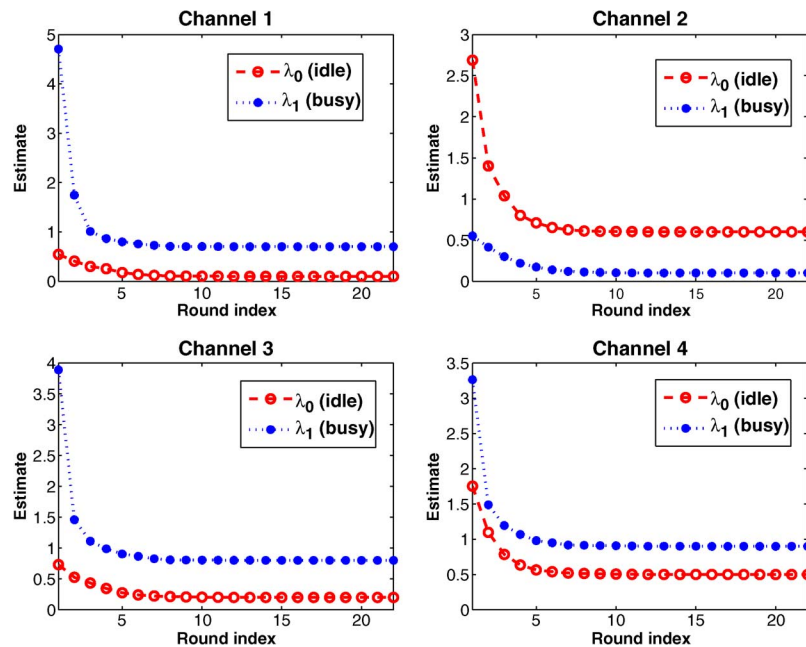 Channel 1
5
4
3
2
1
0
Estimate
λ0 (idle)
λ1 (busy)
5 10 15 20
Round index
Channel 2
3
2.5
2
1.5
1
0.5
0
Estimate
λ0 (idle)
λ1 (busy)
5 10 15 20
Round index
Channel 3
4
3.5
3
2.5
2
1.5
1
0.5
0
Estimate
λ0 (idle)
λ1 (busy)
5 10 15 20
Round index
Channel 4
3.5
3
2.5
2
1.5
1
0.5
0
Estimate
λ0 (idle)
λ1 (busy)
5 10 15 20
Round index